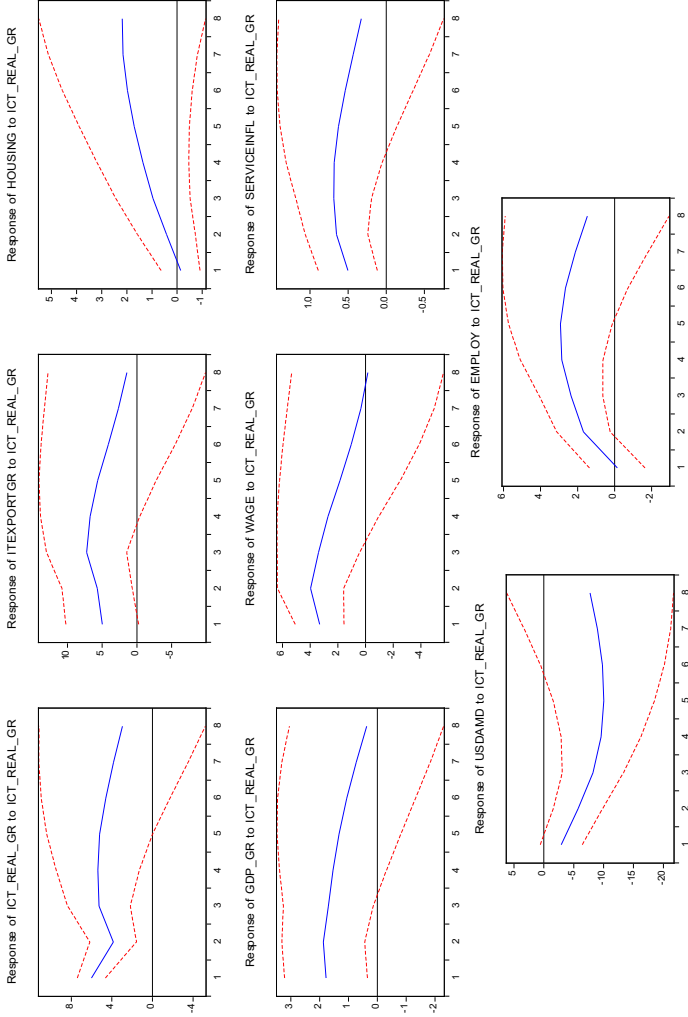 Response of ICT_REAL_GR to ICT_REAL_GR
8
4
0
-4
1 2 3 4 5 6 7 8
Response of ITEXPORTGR to ICT_REAL_GR
10
5
0
-5
1 2 3 4 5 6 7 8
Response of HOUSING to ICT_REAL_GR
5
4
3
2
1
0
-1
1 2 3 4 5 6 7 8
Response of GDP_GR to ICT_REAL_GR
3
2
1
0
-1
-2
1 2 3 4 5 6 7 8
Response of WAGE to ICT_REAL_GR
6
4
2
0
-2
-4
1 2 3 4 5 6 7 8
Response of SERVICEINFL to ICT_REAL_GR
1.0
0.5
0.0
-0.5
1 2 3 4 5 6 7 8
Response of USDAMD to ICT_REAL_GR
5
0
-5
-10
-15
-20
1 2 3 4 5 6 7 8
Response of EMPLOY to ICT_REAL_GR
6
4
2
0
-2
1 2 3 4 5 6 7 8